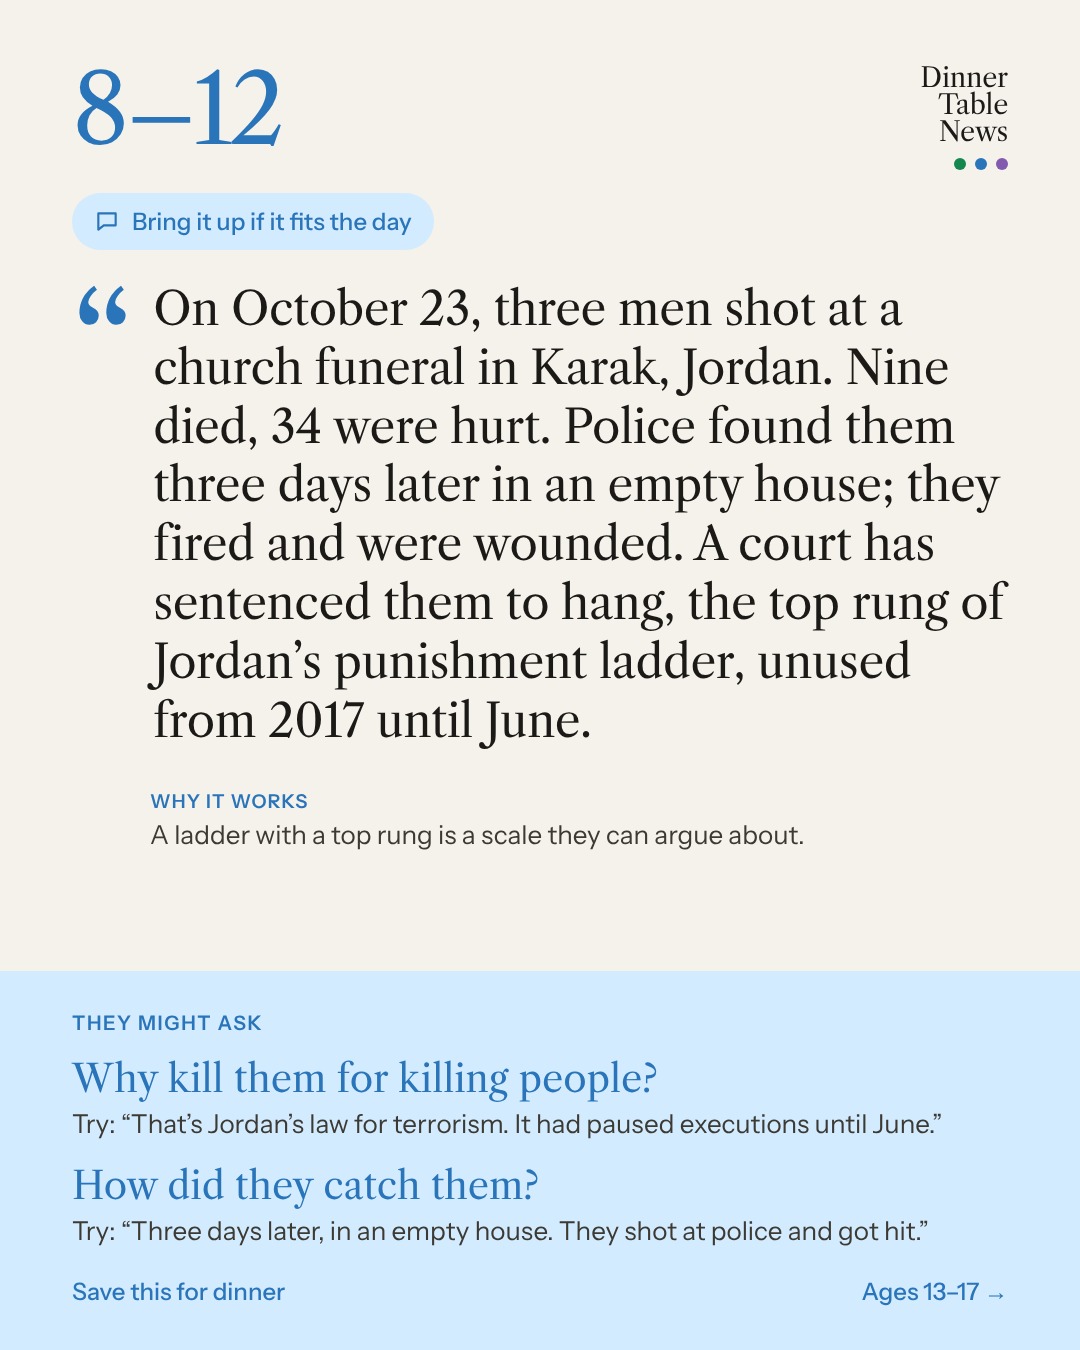 8–12
Dinner
Table
News
Bring it up if it fits the day
“On October 23, three men shot at a
church funeral in Karak, Jordan. Nine
died, 34 were hurt. Police found them
three days later in an empty house; they
fired and were wounded. A court has
sentenced them to hang, the top rung of
Jordan’s punishment ladder, unused
from 2017 until June.
WHY IT WORKS
A ladder with a top rung is a scale they can argue about.
THEY MIGHT ASK
Why kill them for killing people?
Try: “That’s Jordan’s law for terrorism. It had paused executions until June.”
How did they catch them?
Try: “Three days later, in an empty house. They shot at police and got hit.”
Save this for dinner
Ages 13–17 →